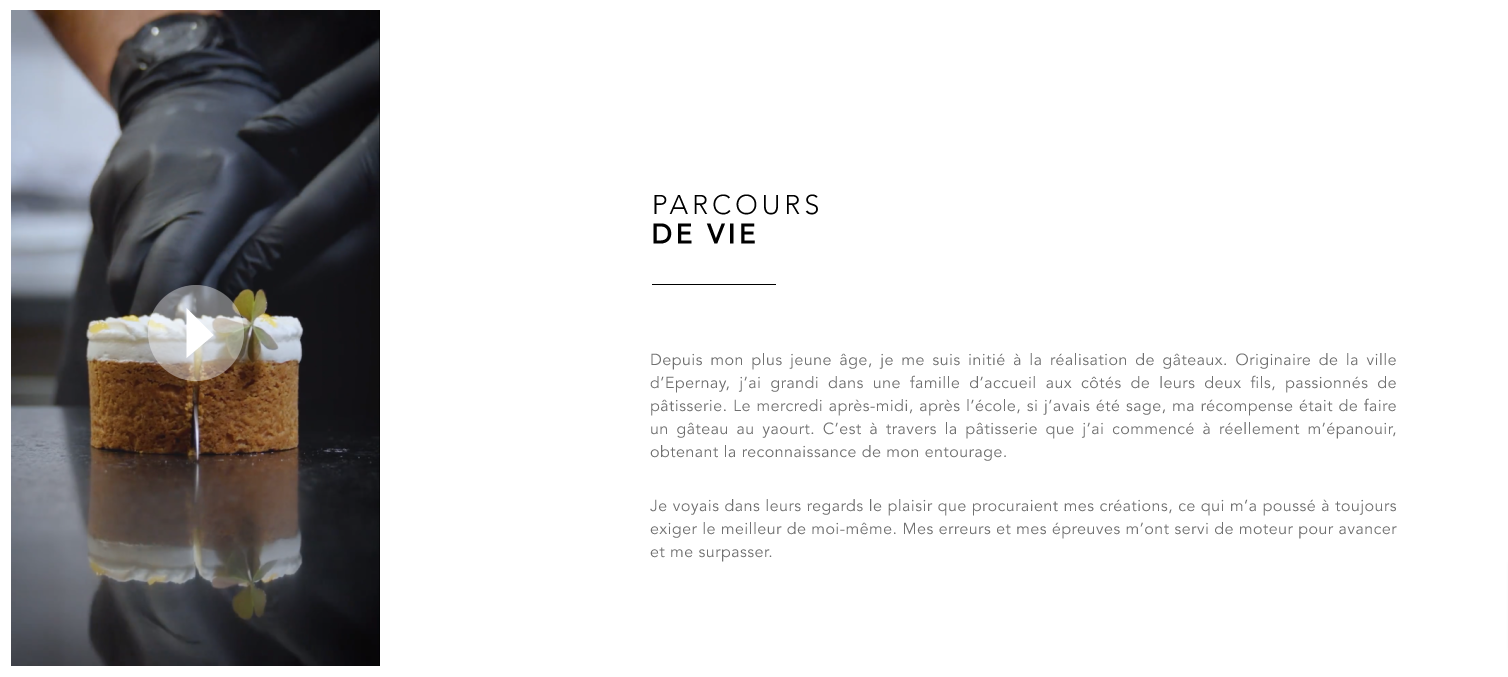 PARCOURS
DE VIE
Depuis mon plus jeune âge, je me suis initié à la réalisation de gâteaux. Originaire de la ville
d’Epernay, j’ai grandi dans une famille d’accueil aux côtés de leurs deux fils, passionnés de
pâtisserie. Le mercredi après-midi, après l’école, si j’avais été sage, ma récompense était de faire
un gâteau au yaourt. C’est à travers la pâtisserie que j’ai commencé à réellement m’épanouir,
obtenant la reconnaissance de mon entourage.
Je voyais dans leurs regards le plaisir que procuraient mes créations, ce qui m’a poussé à toujours
exiger le meilleur de moi-même. Mes erreurs et mes épreuves m’ont servi de moteur pour avancer
et me surpasser.